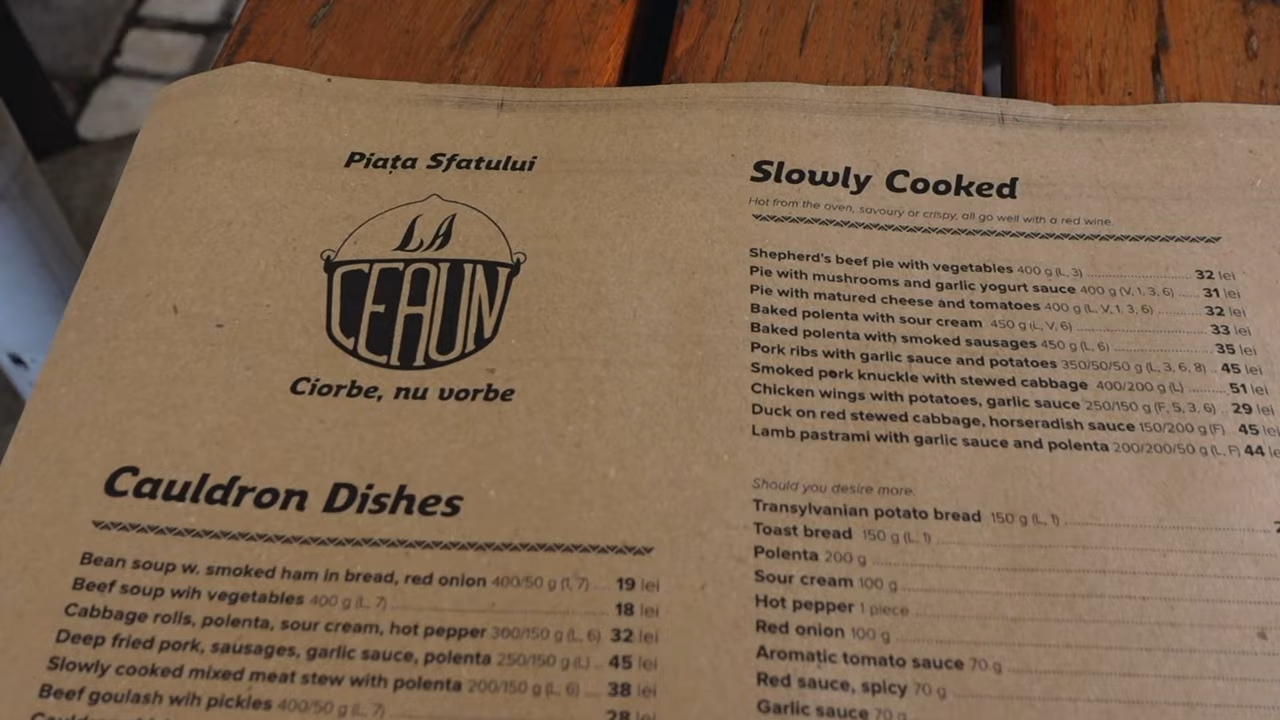 Piața Sfatului
LA
CEAUN
Ciorbe, nu vorbe
Cauldron Dishes
Bean soup w. smoked ham in bread, red onion 400/50 g (1, 7) 19 lei
Beef soup wih vegetables 400 g (L, 7) 18 lei
Cabbage rolls, polenta, sour cream, hot pepper 300/150 g (L, 6) 32 lei
Deep fried pork, sausages, garlic sauce, polenta 250/150 g (L) 45 lei
Slowly cooked mixed meat stew with polenta 200/150 g (L, 6) 38 lei
Beef goulash wih pickles 400/50 g (L, 7) 28 lei
Slowly Cooked
Hot from the oven, savoury or crispy, all go well with a red wine.
Shepherd's beef pie with vegetables 400 g (L, 3) 32 lei
Pie with mushrooms and garlic yogurt sauce 400 g (V, 1, 3, 6) 31 lei
Pie with matured cheese and tomatoes 400 g (L, V, 1, 3, 6) 32 lei
Baked polenta with sour cream 450 g (L, V, 6) 33 lei
Baked polenta with smoked sausages 450 g (L, 6) 35 lei
Pork ribs with garlic sauce and potatoes 350/50/50 g (L, 3, 6, 8) 45 lei
Smoked pork knuckle with stewed cabbage 400/200 g (L) 51 lei
Chicken wings with potatoes, garlic sauce 250/150 g (F, 5, 3, 6) 29 lei
Duck on red stewed cabbage, horseradish sauce 150/200 g (F) 45 lei
Lamb pastrami with garlic sauce and polenta 200/200/50 g (L, F) 44 le
Should you desire more.
Transylvanian potato bread 150 g (L, 1)
Toast bread 150 g (L, 1)
Polenta 200 g
Sour cream 100 g
Hot pepper 1 piece
Red onion 100 g
Aromatic tomato sauce 70 g
Red sauce, spicy 70 g
Garlic sauce 70 g